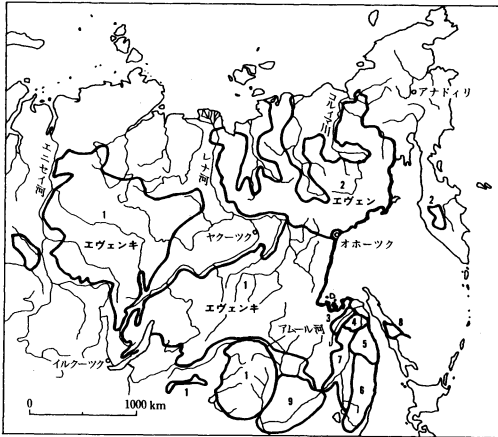 アナドィリ
コルィマ川
エニセイ河
レナ河
2
エヴェン
2
1
エヴェンキ
ヤクーツク
オホーツク
1
エヴェンキ
アムール河
3
4
8
5
7
イルクーツク
1
1
6
9
0
1000 km